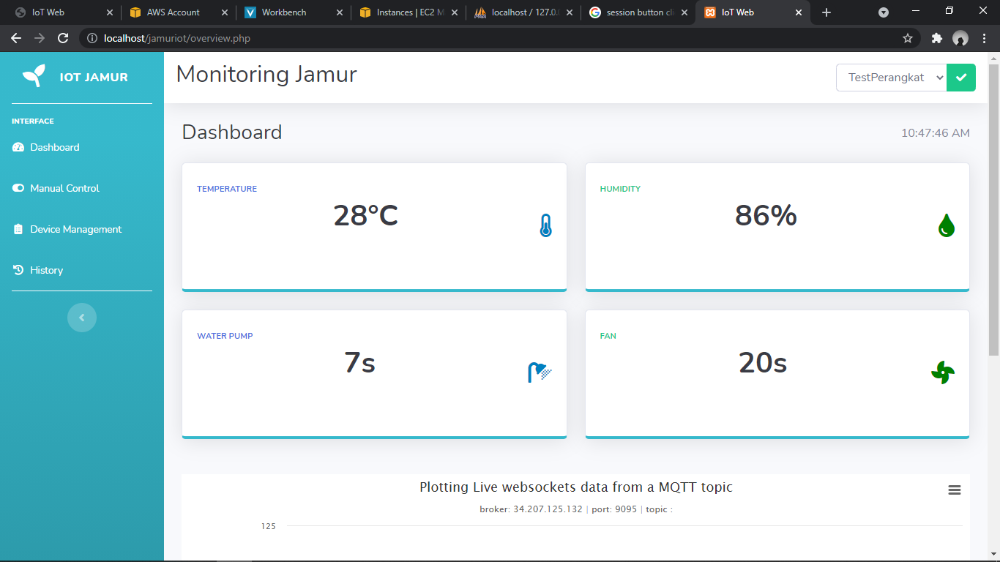 IoT Web
AWS Account
Workbench
Instances | EC2 M
localhost / 127.0.
session button cli
IoT Web
localhost/jamuriot/overview.php
IOT JAMUR
Monitoring Jamur
TestPerangkat
INTERFACE
Dashboard
Manual Control
Device Management
History
Dashboard
10:47:46 AM
TEMPERATURE
28°C
HUMIDITY
86%
WATER PUMP
7s
FAN
20s
Plotting Live websockets data from a MQTT topic
broker: 34.207.125.132 | port: 9095 | topic :
125